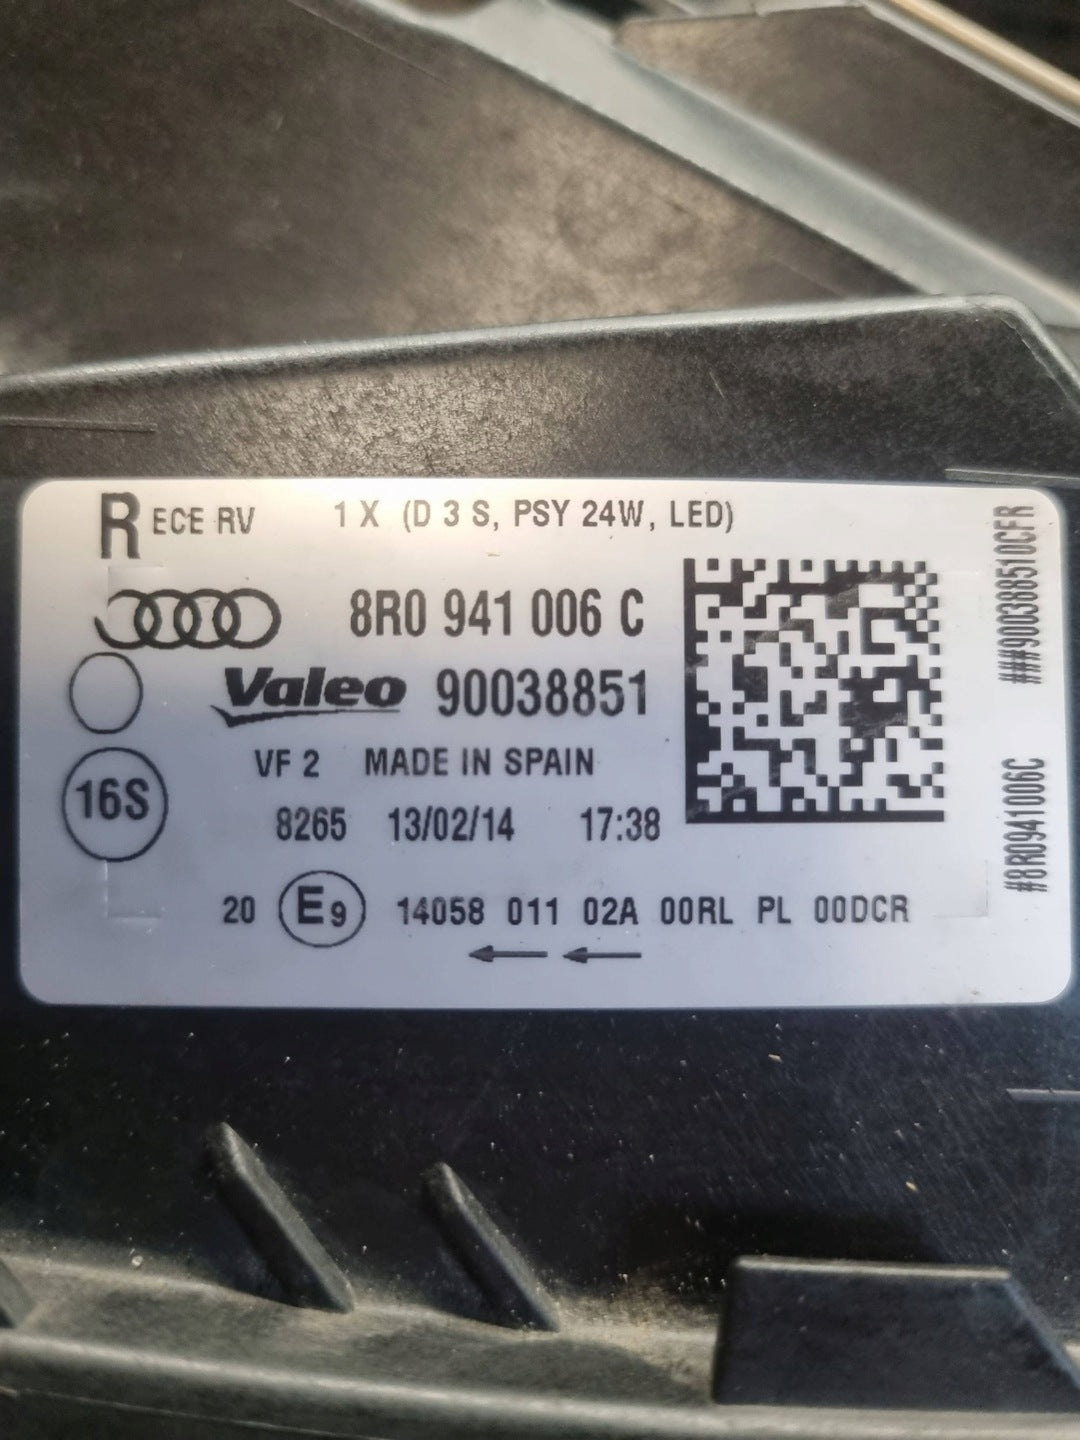 R ECE RV 1 X (D 3 S, PSY 24W, LED)
8R0 941 006 C
Valeo 90038851
VF 2 MADE IN SPAIN
16S
8265 13/02/14 17:38
20 E9 14058 011 02A 00RL PL 00DCR
###900388510CFR
#8R0941006C